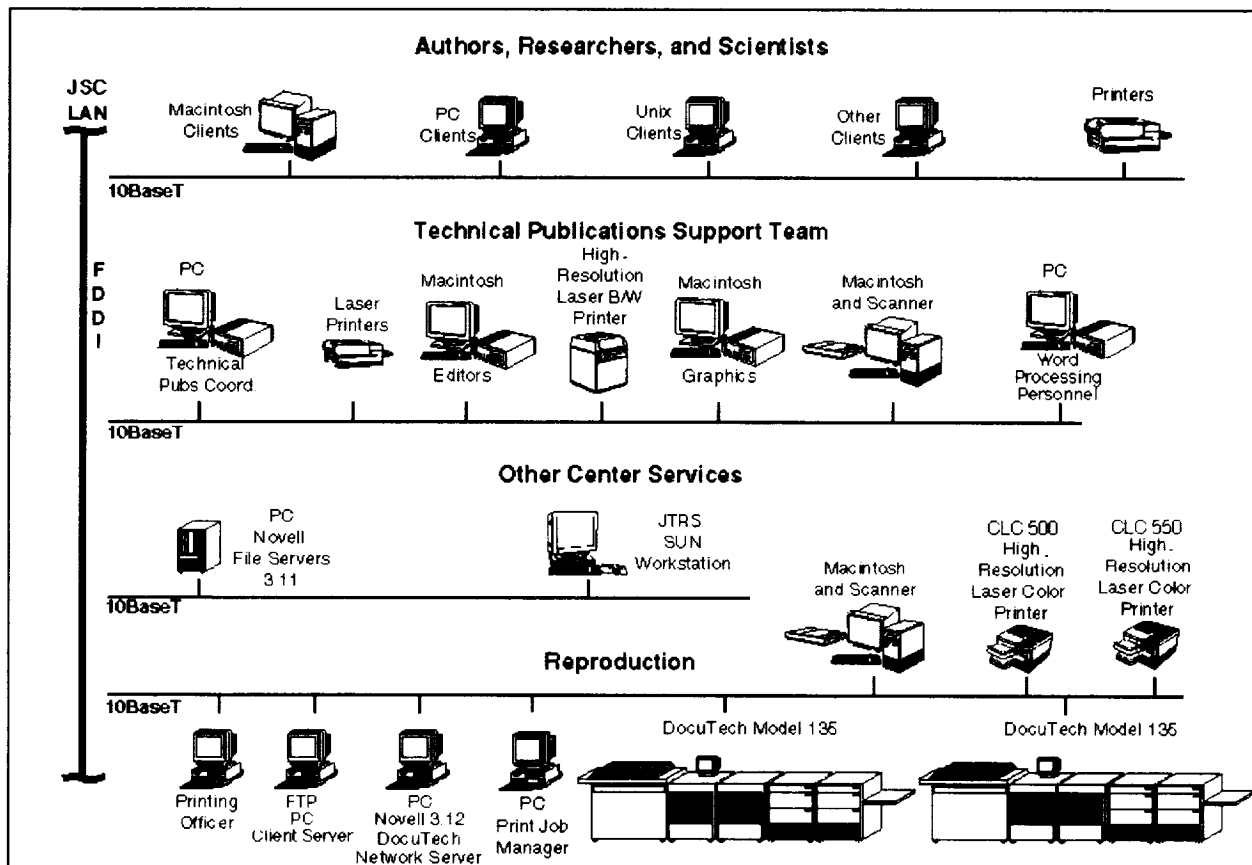 Authors, Researchers, and Scientists
JSC
LAN
Macintosh
Clients
PC
Clients
Unix
Clients
Other
Clients
Printers
10BaseT
Technical Publications Support Team
F
D
D
I
PC
Technical
Pubs Coord.
Laser
Printers
Macintosh
Editors
High-
Resolution
Laser B/W
Printer
Macintosh
Graphics
Macintosh
and Scanner
PC
Word
Processing
Personnel
10BaseT
Other Center Services
PC
Novell
File Servers
3.11
JTRS
SUN
Workstation
10BaseT
Macintosh
and Scanner
CLC 500
High-
Resolution
Laser Color
Printer
CLC 550
High-
Resolution
Laser Color
Printer
Reproduction
10BaseT
Printing
Officer
FTP
PC
Client Server
PC
Novell 3.12
DocuTech
Network Server
PC
Print Job
Manager
DocuTech Model 135
DocuTech Model 135